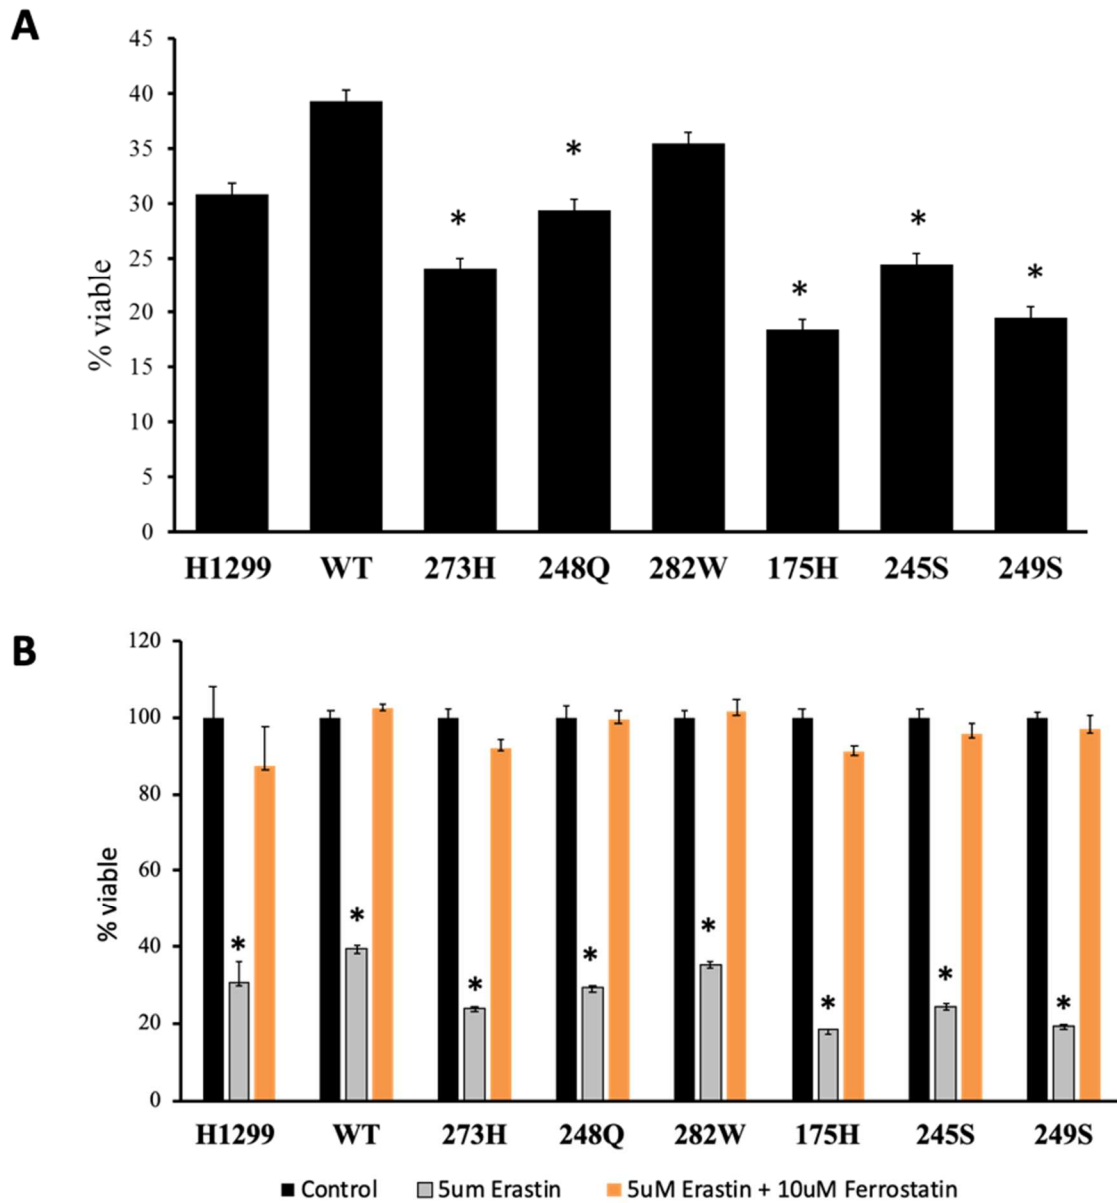 A
45
40
35
30
25
20
15
10
5
0
% viable
* * * * *
H1299 WT 273H 248Q 282W 175H 245S 249S
B
120
100
80
60
40
20
0
% viable
* * * * * * * *
H1299 WT 273H 248Q 282W 175H 245S 249S
Control 5um Erastin 5uM Erastin + 10uM Ferrostatin